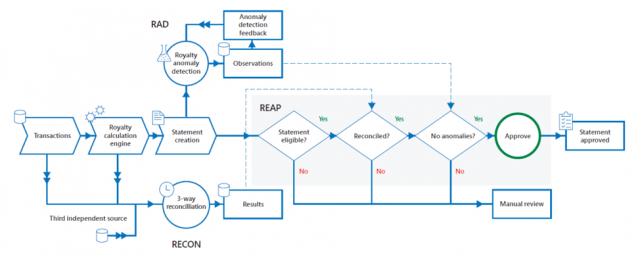 RAD
Anomaly
detection
feedback
Royalty
anomaly
detection
Observations
REAP
Transactions
Royalty
calculation
engine
Statement
creation
Statement
eligible?
Yes
Reconciled?
Yes
No anomalies?
Yes
Approve
Statement
approved
No
No
No
Third independent source
3-way
reconcilliation
Results
Manual review
RECON